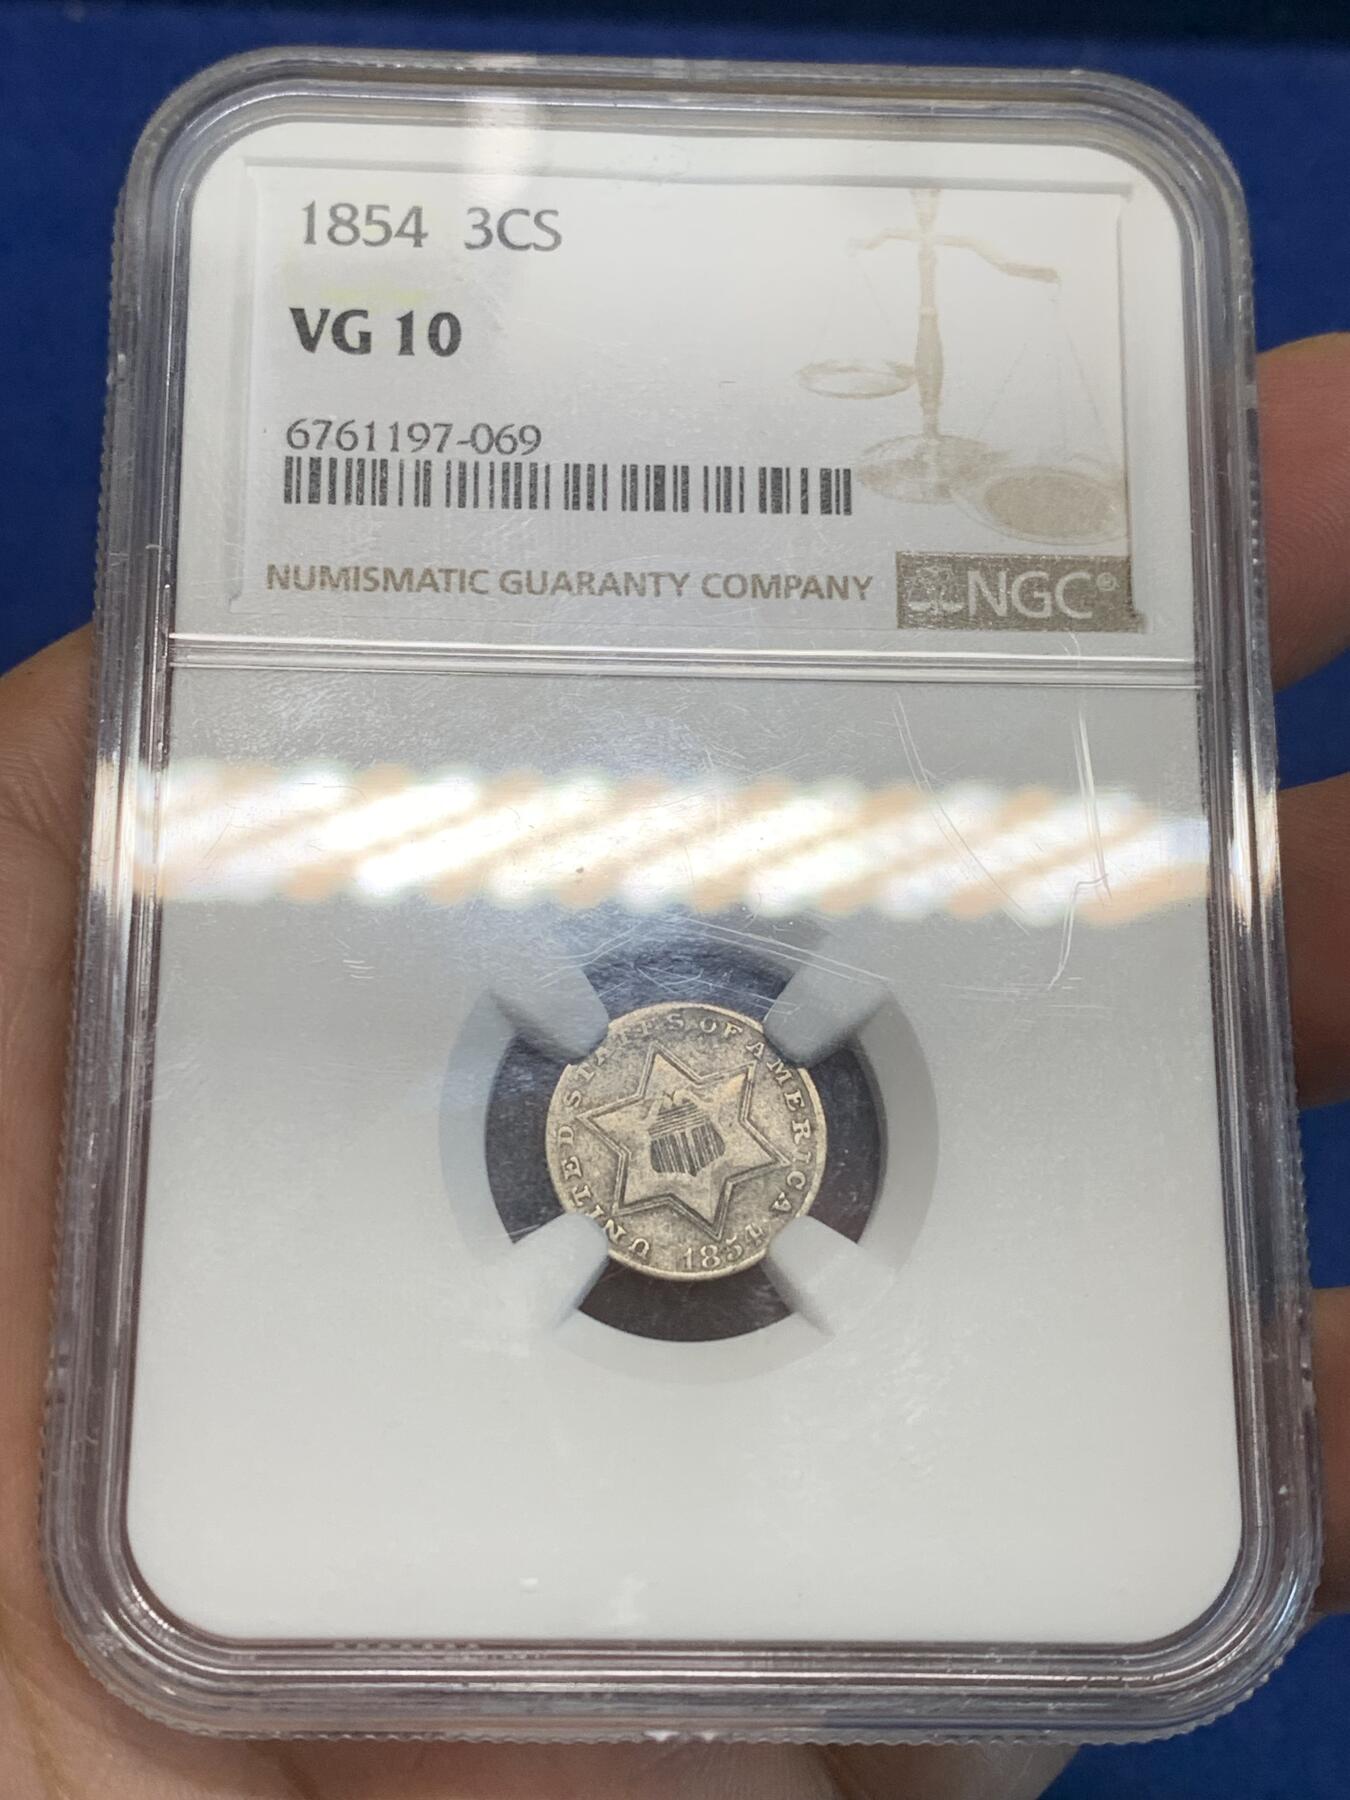 1854 3CS
VG 10
6761197-069
NUMISMATIC GUARANTY COMPANY
NGC®
UNITED STATES OF AMERICA
1854